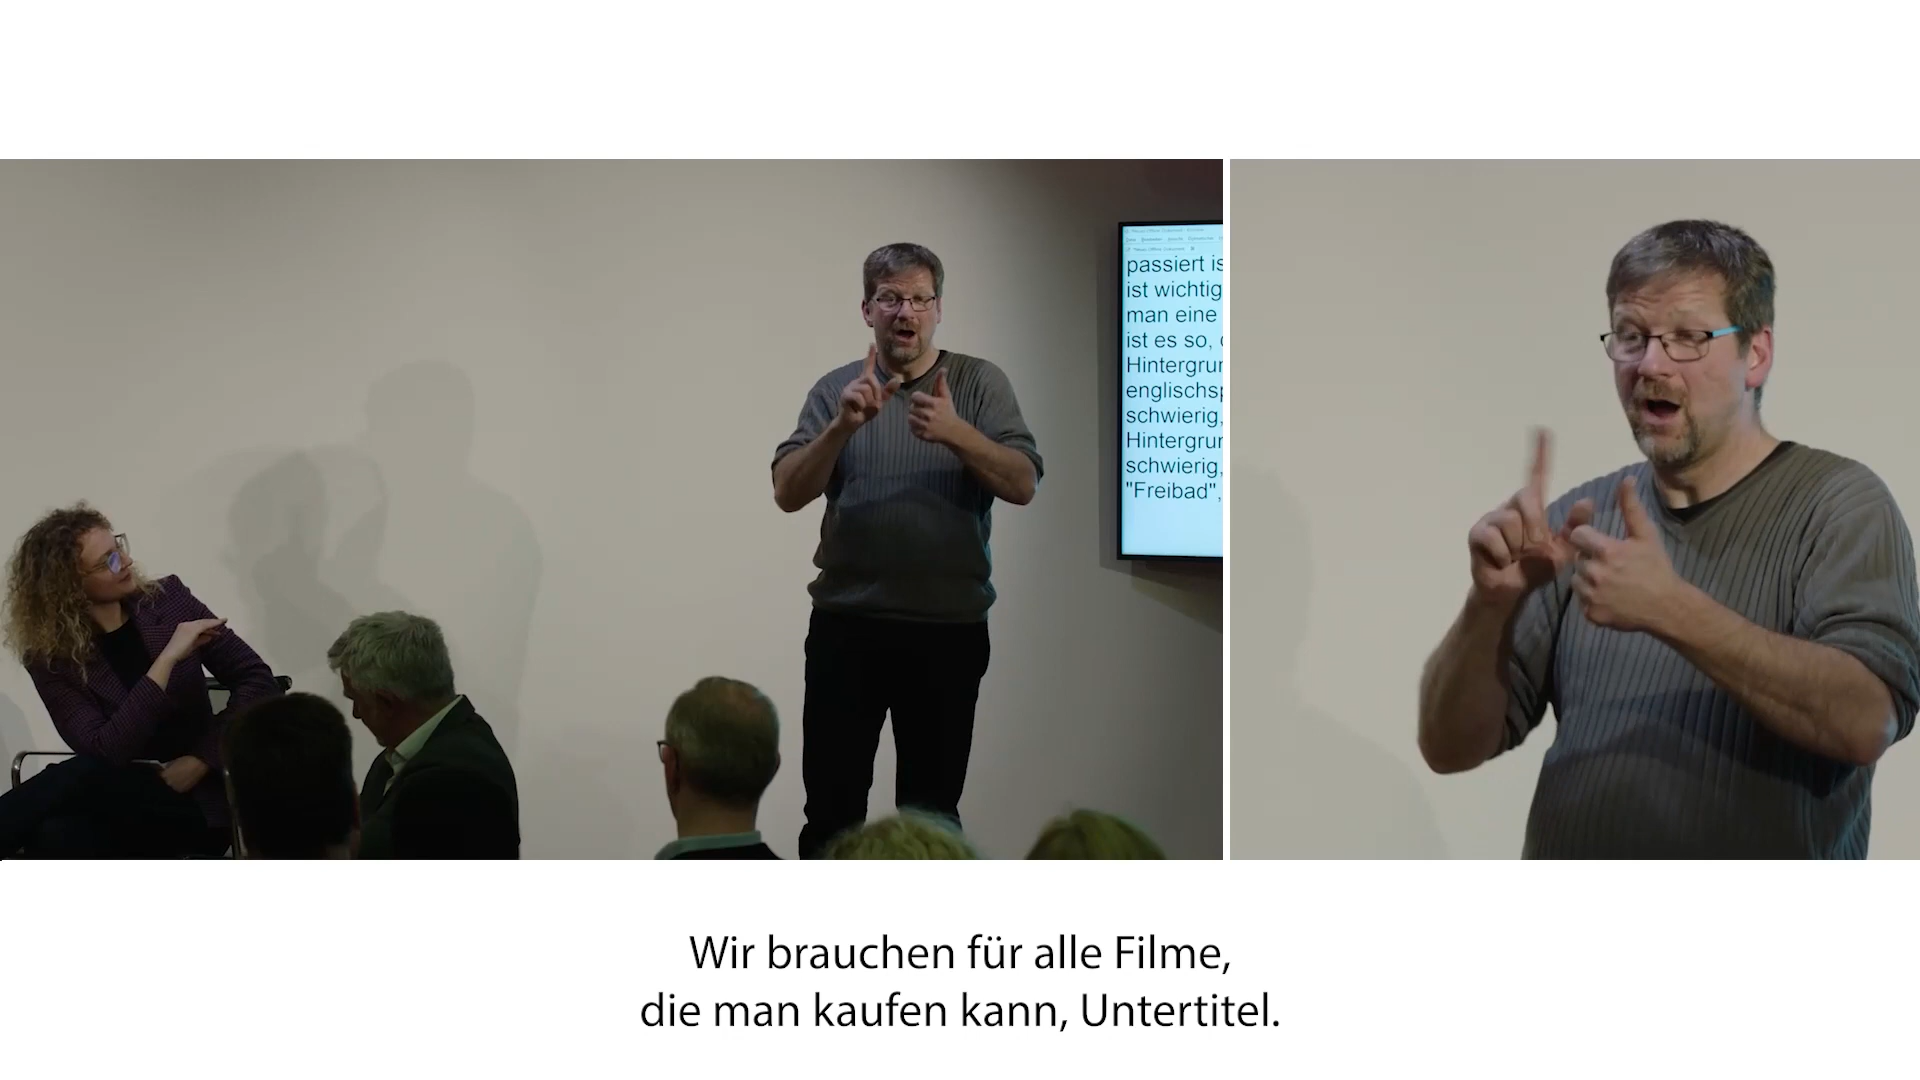 passiert is
ist wichtig
man eine
ist es so,
Hintergrun
englischsp
schwierig,
Hintergrun
schwierig,
"Freibad",
Wir brauchen für alle Filme,
die man kaufen kann, Untertitel.